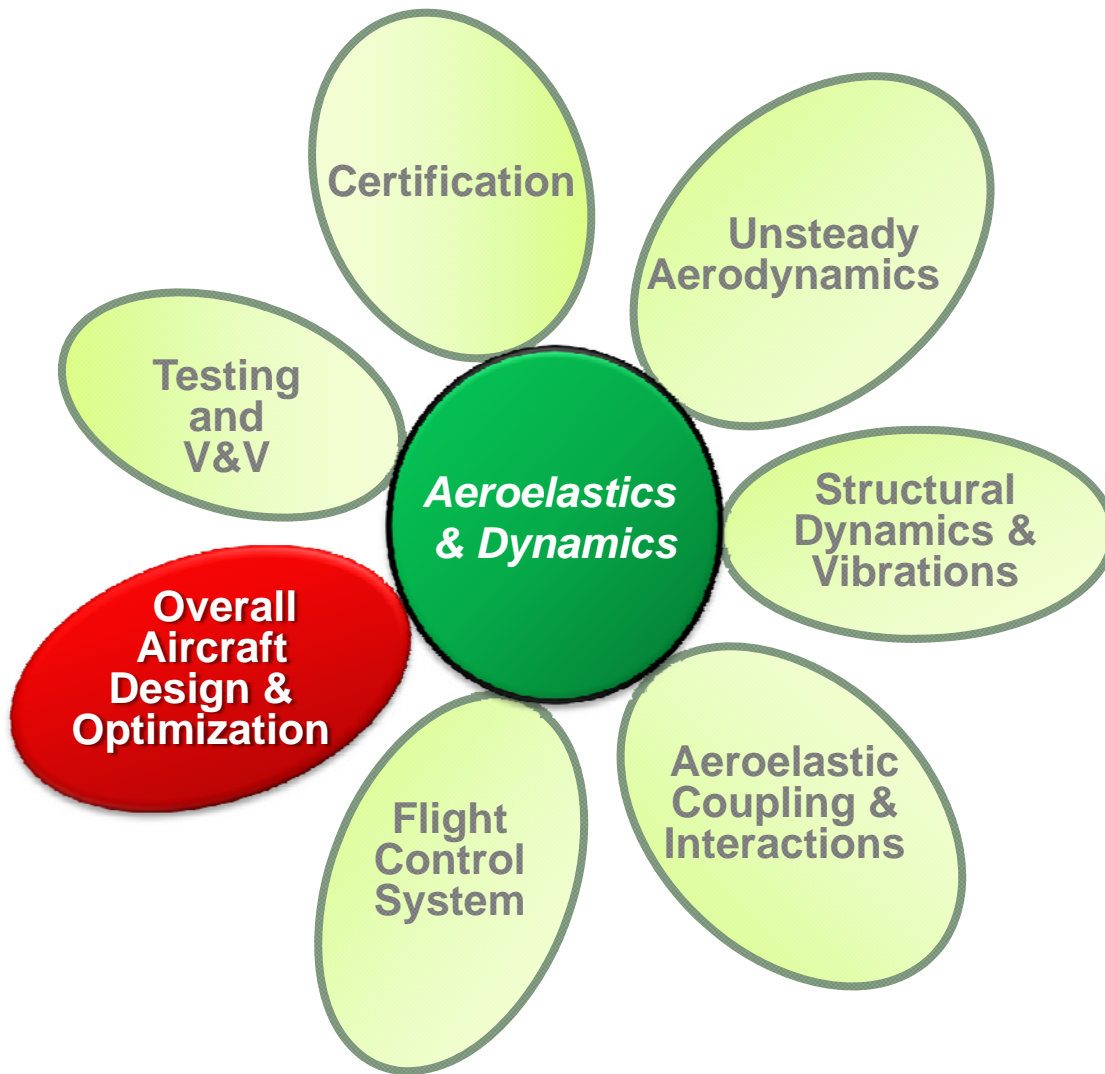 Certification
Unsteady
Aerodynamics
Testing
and
V&V
Aeroelastics
& Dynamics
Structural
Dynamics &
Vibrations
Overall
Aircraft
Design &
Optimization
Aeroelastic
Coupling &
Interactions
Flight
Control
System